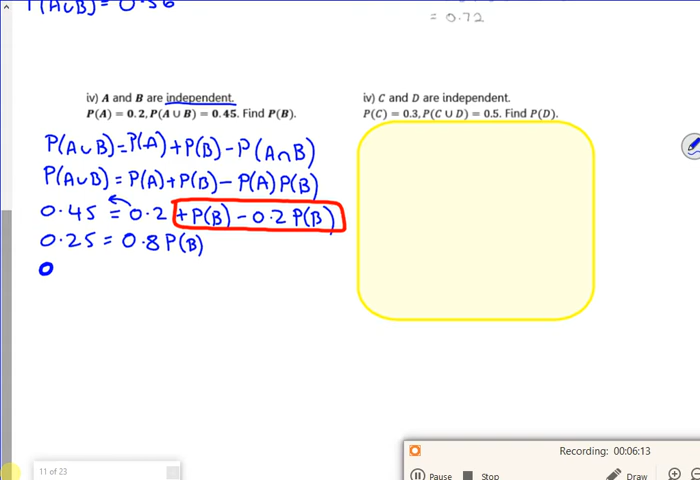 P(A∪B) = 0.56
= 0.72
iv) A and B are independent.
P(A) = 0.2, P(A ∪ B) = 0.45. Find P(B).
P(A∪B) = P(A) + P(B) − P(A∩B)
P(A∪B) = P(A) + P(B) − P(A) P(B)
0.45 = 0.2 + P(B) − 0.2 P(B)
0.25 = 0.8 P(B)
0
iv) C and D are independent.
P(C) = 0.3, P(C ∪ D) = 0.5. Find P(D).
11 of 23
Recording: 00:06:13
Pause Stop Draw